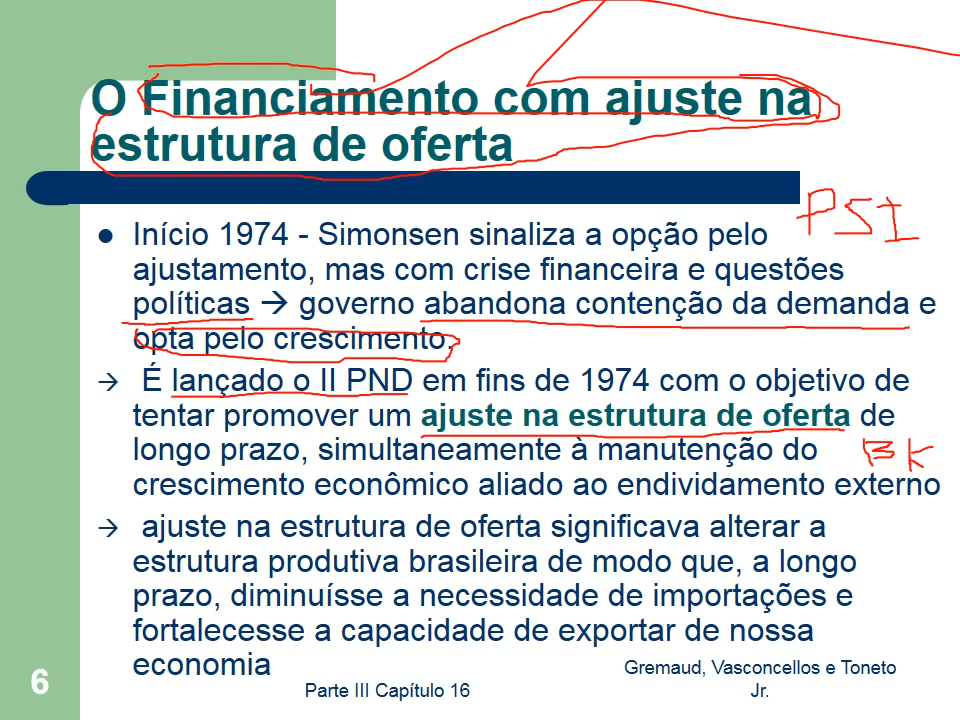 O Financiamento com ajuste na
estrutura de oferta
PSI
Início 1974 - Simonsen sinaliza a opção pelo
ajustamento, mas com crise financeira e questões
políticas → governo abandona contenção da demanda e
opta pelo crescimento.
→ É lançado o II PND em fins de 1974 com o objetivo de
tentar promover um ajuste na estrutura de oferta de
longo prazo, simultaneamente à manutenção do
BK
crescimento econômico aliado ao endividamento externo
→ ajuste na estrutura de oferta significava alterar a
estrutura produtiva brasileira de modo que, a longo
prazo, diminuísse a necessidade de importações e
fortalecesse a capacidade de exportar de nossa
economia
6
Parte III Capítulo 16
Gremaud, Vasconcellos e Toneto
Jr.